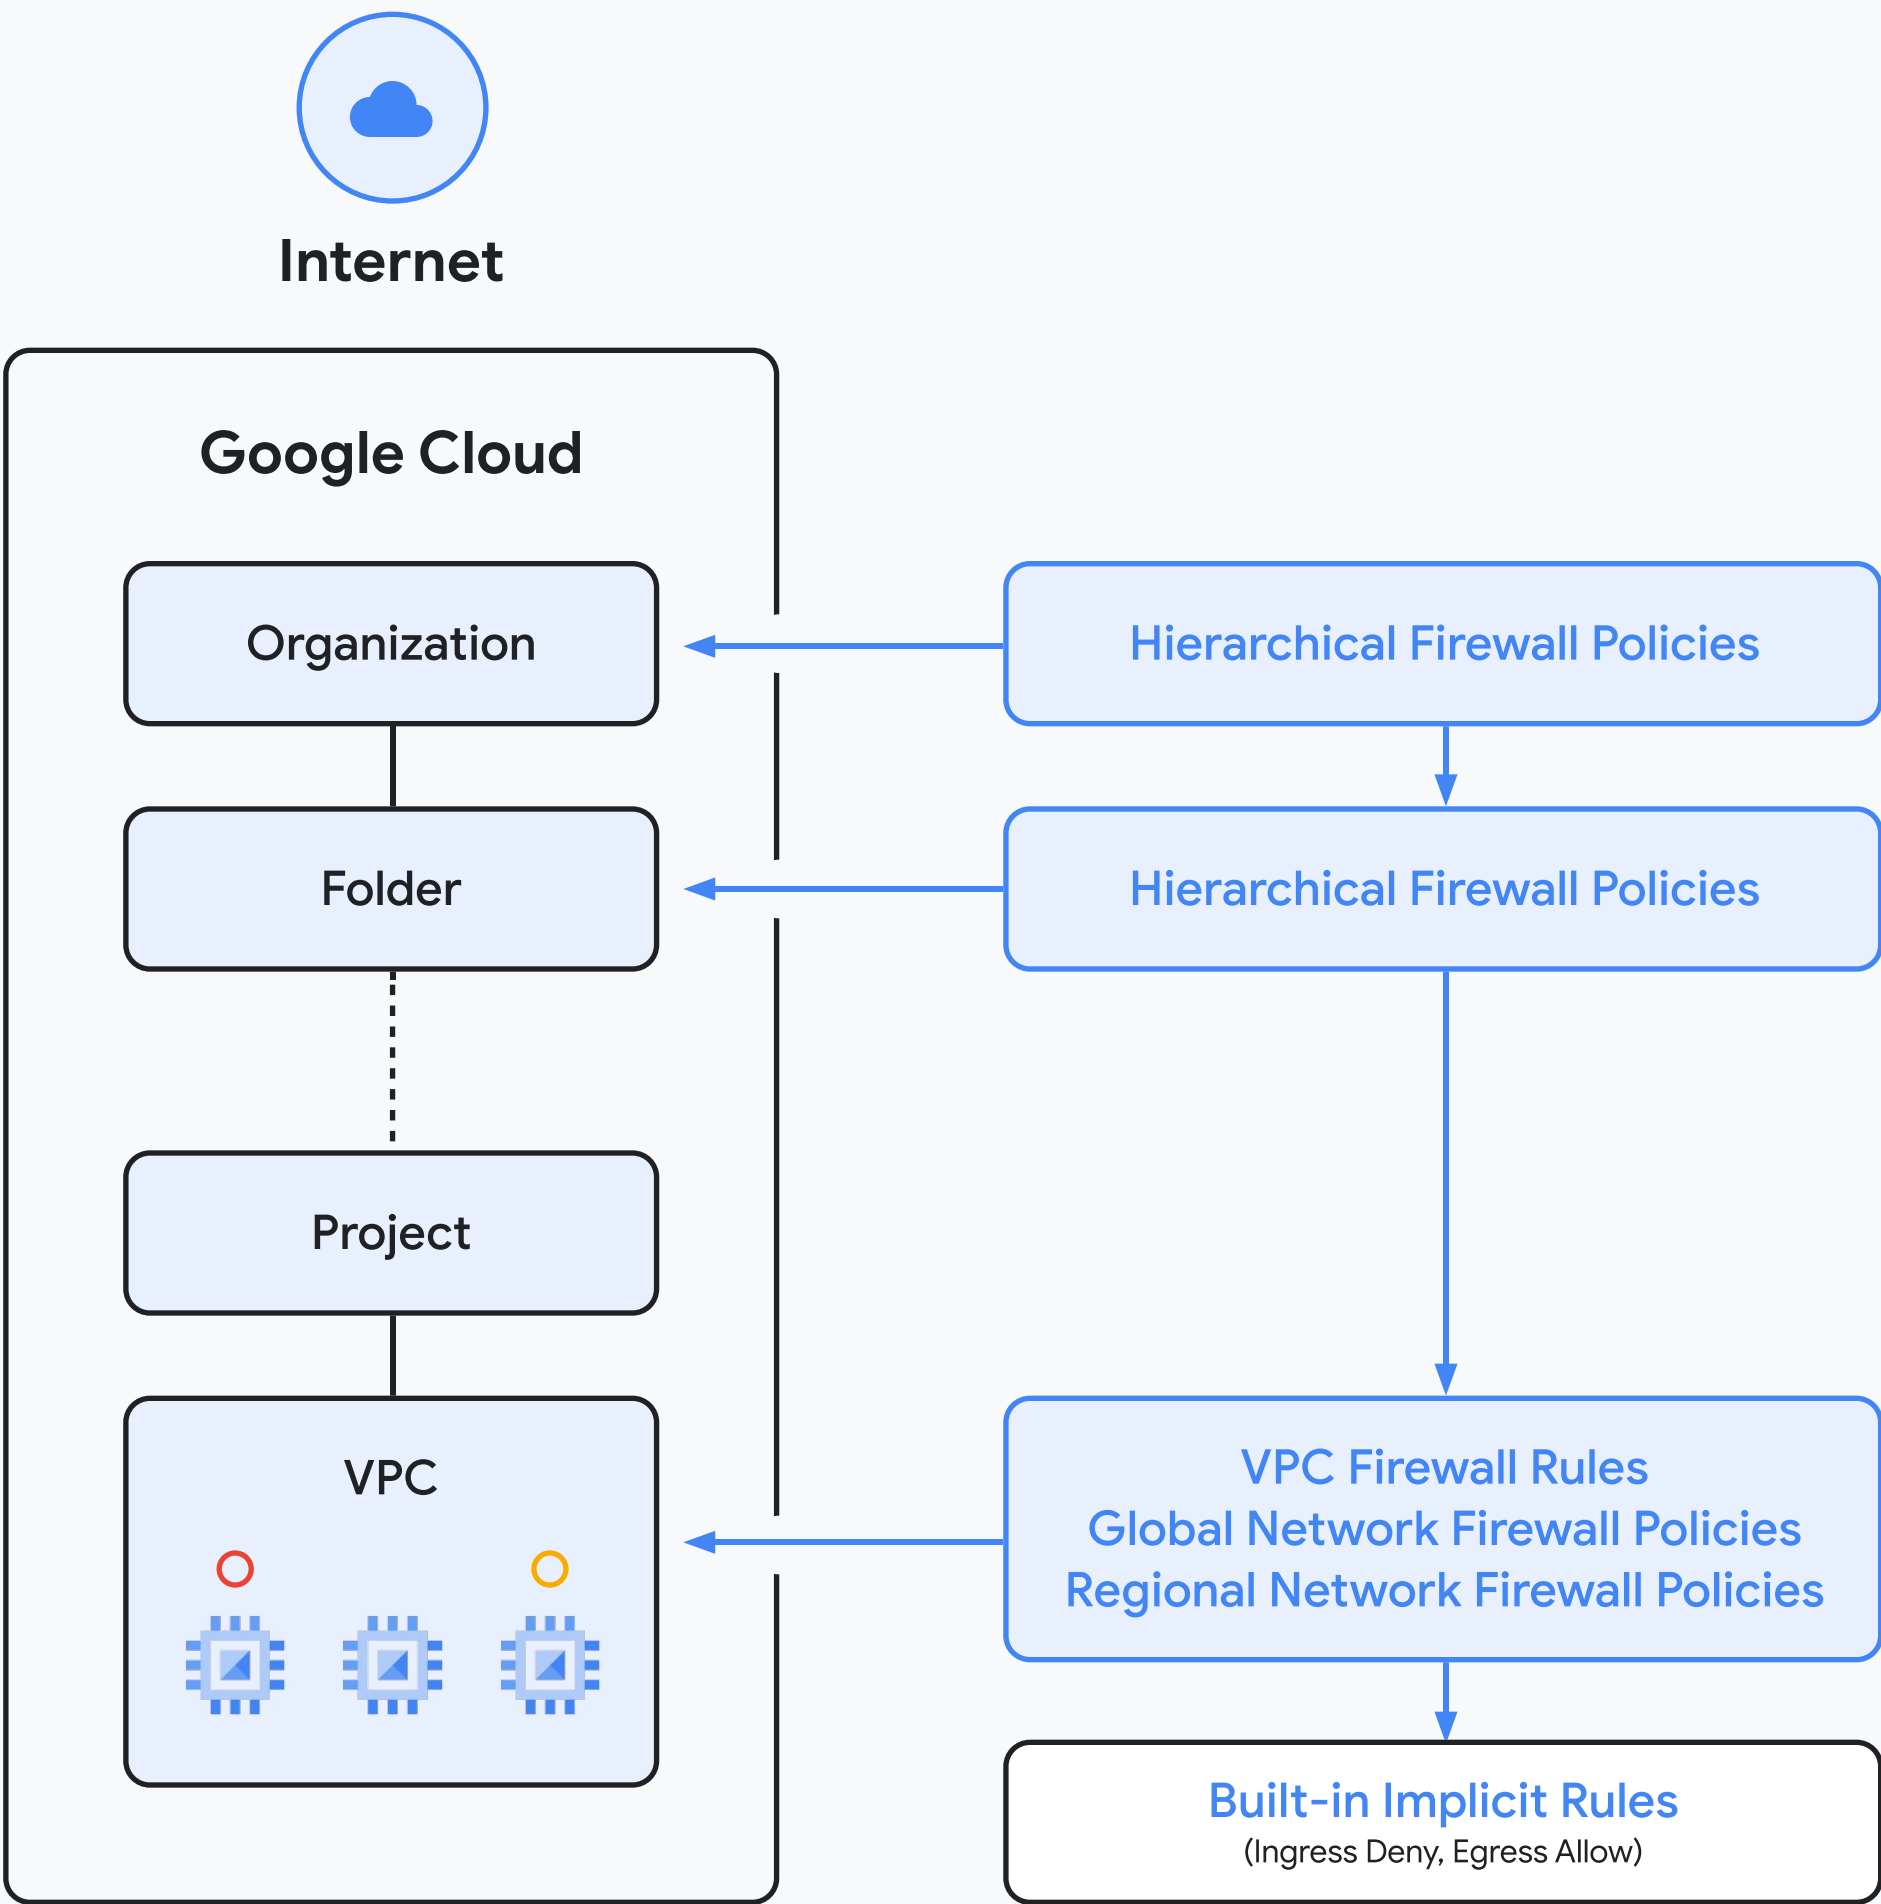 Internet
Google Cloud
Organization
Hierarchical Firewall Policies
Folder
Hierarchical Firewall Policies
Project
VPC
VPC Firewall Rules
Global Network Firewall Policies
Regional Network Firewall Policies
Built-in Implicit Rules
(Ingress Deny, Egress Allow)